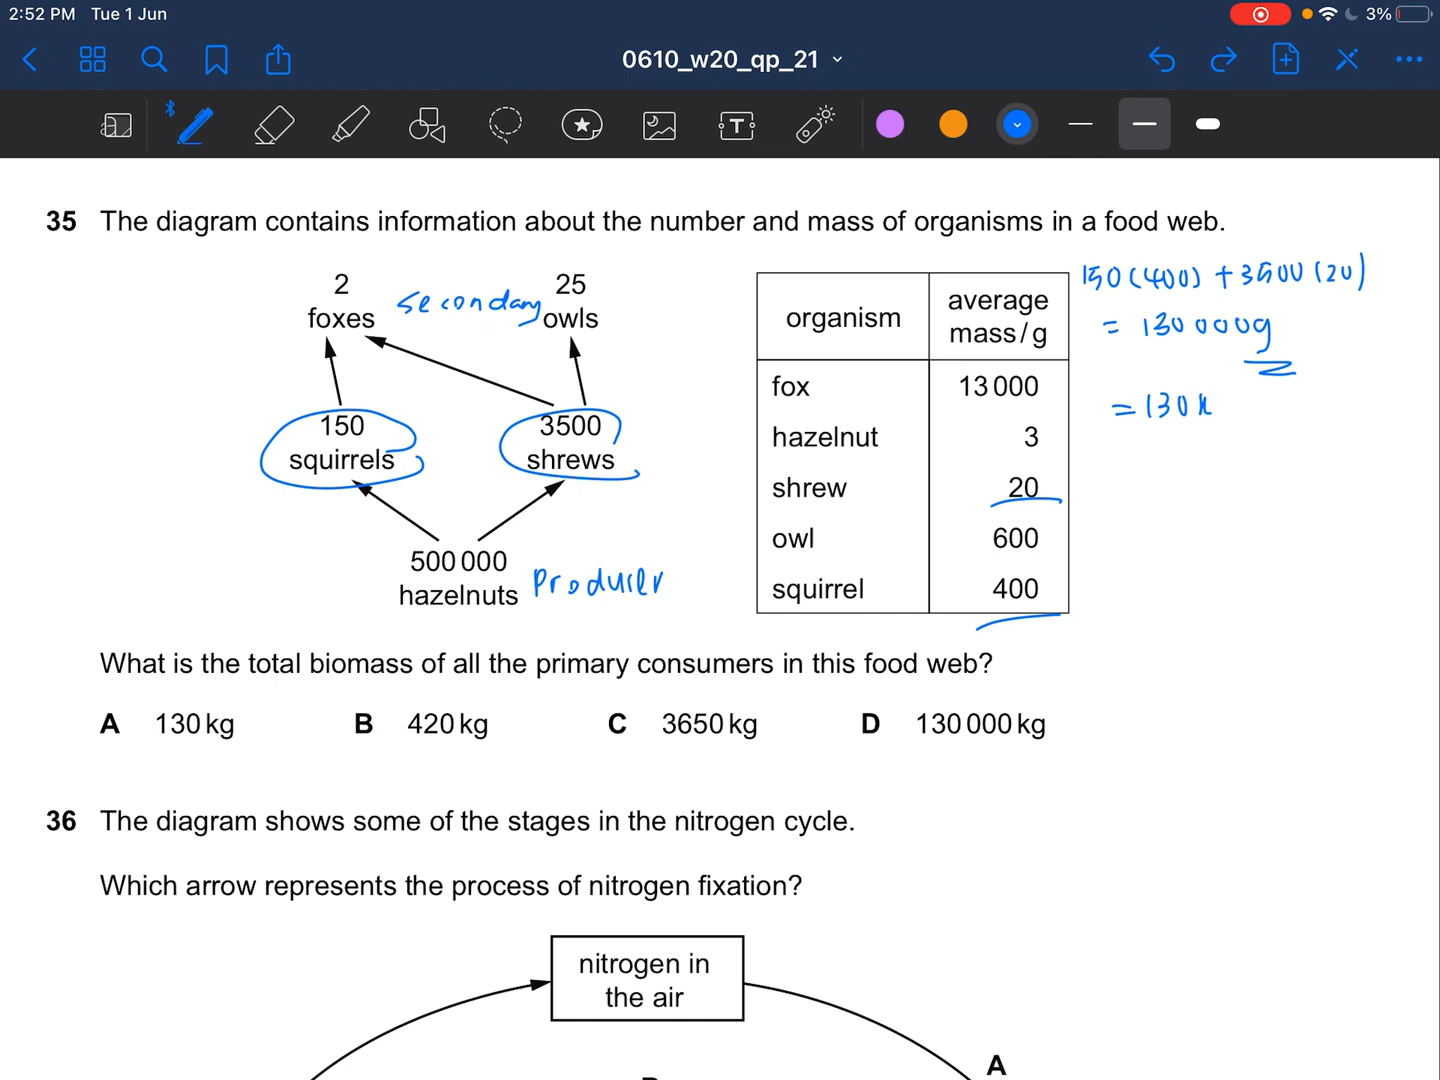 2:52 PM Tue 1 Jun
3%
0610_w20_qp_21
T
35 The diagram contains information about the number and mass of organisms in a food web.
2 foxes
secondary
25 owls
150 squirrels
3500 shrews
500 000 hazelnuts
Producer
organism average mass / g
fox 13 000
hazelnut 3
shrew 20
owl 600
squirrel 400
150(400) + 3500(20)
= 130 000g
= 130k
What is the total biomass of all the primary consumers in this food web?
A 130 kg B 420 kg C 3650 kg D 130 000 kg
36 The diagram shows some of the stages in the nitrogen cycle.
Which arrow represents the process of nitrogen fixation?
nitrogen in
the air
A